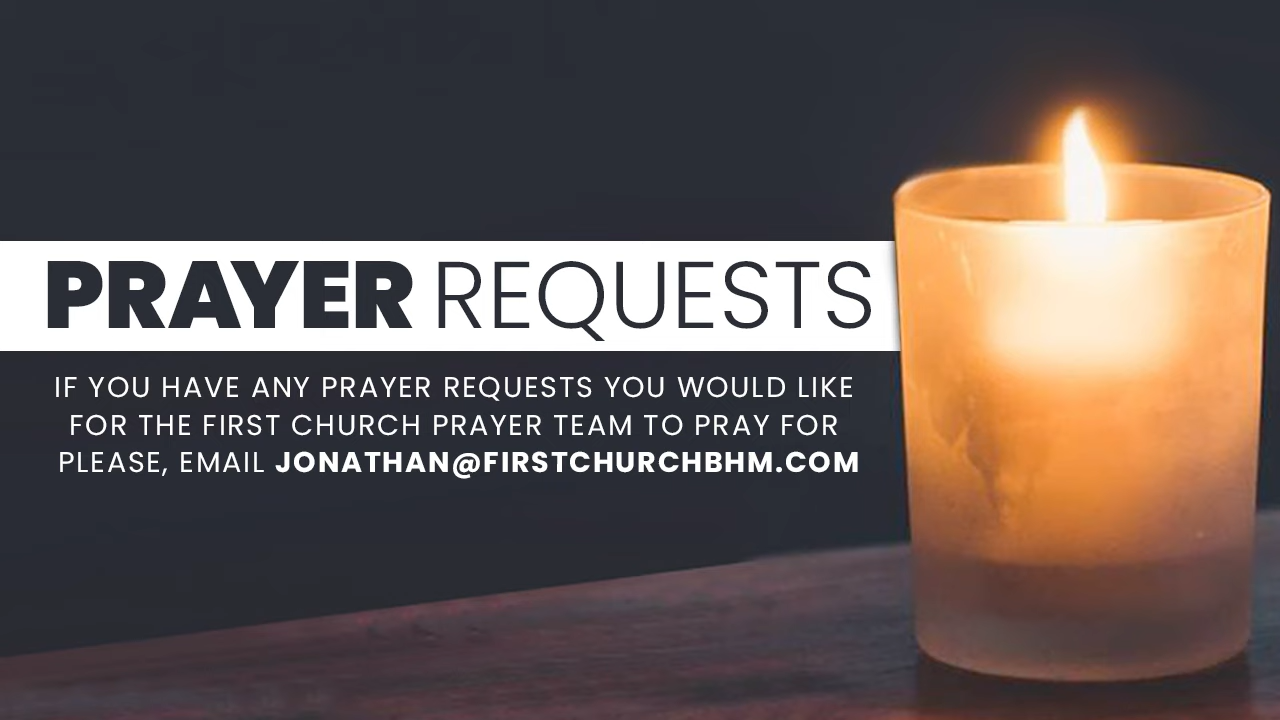 PRAYER REQUESTS
IF YOU HAVE ANY PRAYER REQUESTS YOU WOULD LIKE
FOR THE FIRST CHURCH PRAYER TEAM TO PRAY FOR
PLEASE, EMAIL JONATHAN@FIRSTCHURCHBHM.COM